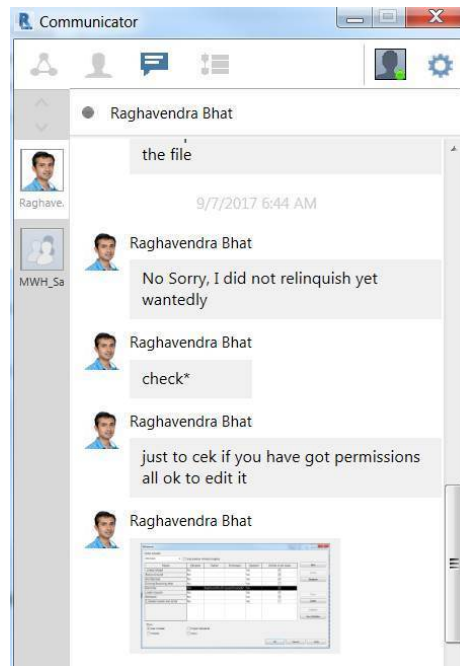 Communicator
Raghavendra Bhat
the file
Raghave.
9/7/2017 6:44 AM
Raghavendra Bhat
No Sorry, I did not relinquish yet
wantedly
MWH_Sa
Raghavendra Bhat
check*
Raghavendra Bhat
just to cek if you have got permissions
all ok to edit it
Raghavendra Bhat